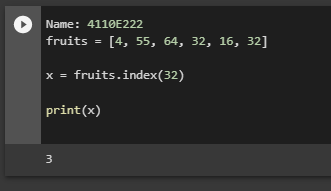 Name: 4110E222
fruits = [4, 55, 64, 32, 16, 32]
x = fruits.index(32)
print(x)
3